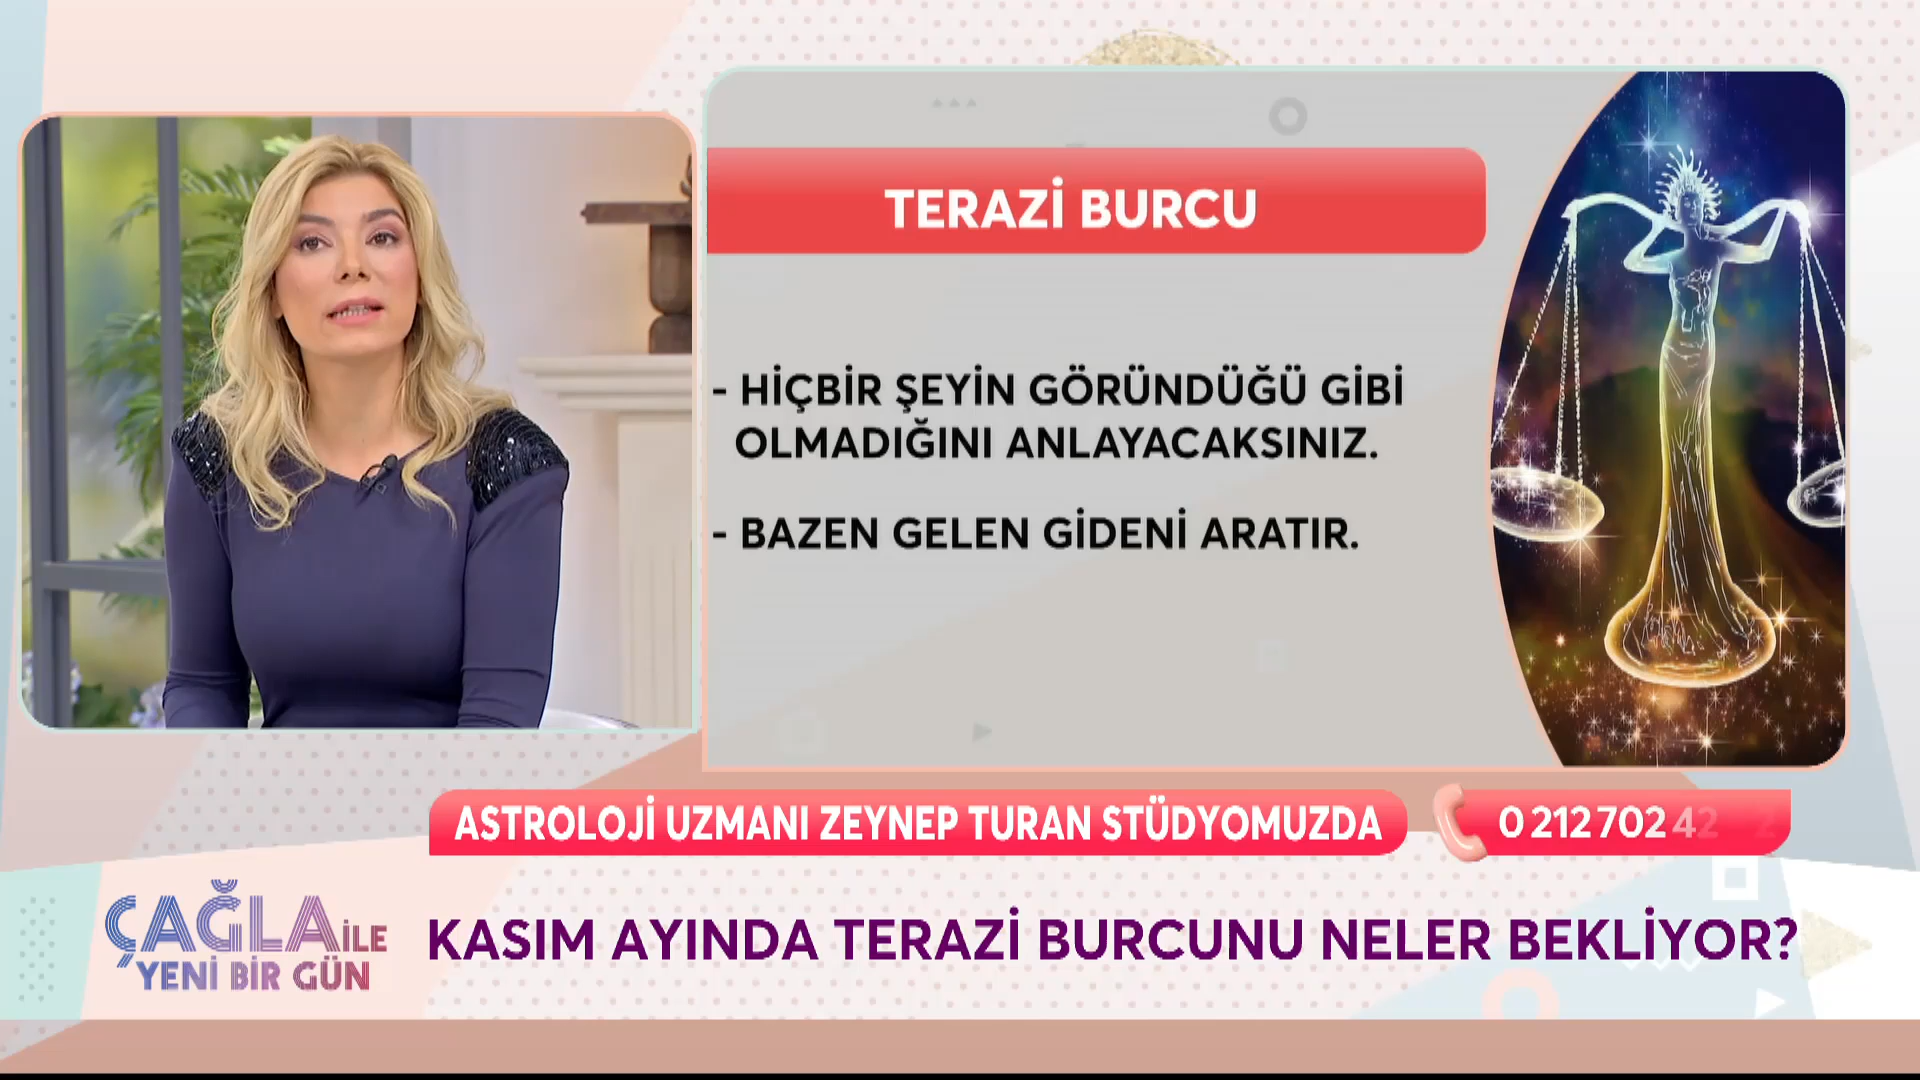 TERAZİ BURCU
- HİÇBİR ŞEYİN GÖRÜNDÜĞÜ GİBİ
OLMADIĞINI ANLAYACAKSINIZ.
- BAZEN GELEN GİDENİ ARATIR.
ASTROLOJİ UZMANI ZEYNEP TURAN STÜDYOMUZDA
0 212 702 42
ÇAĞLA İLE
YENİ BİR GÜN
KASIM AYINDA TERAZİ BURCUNU NELER BEKLİYOR?